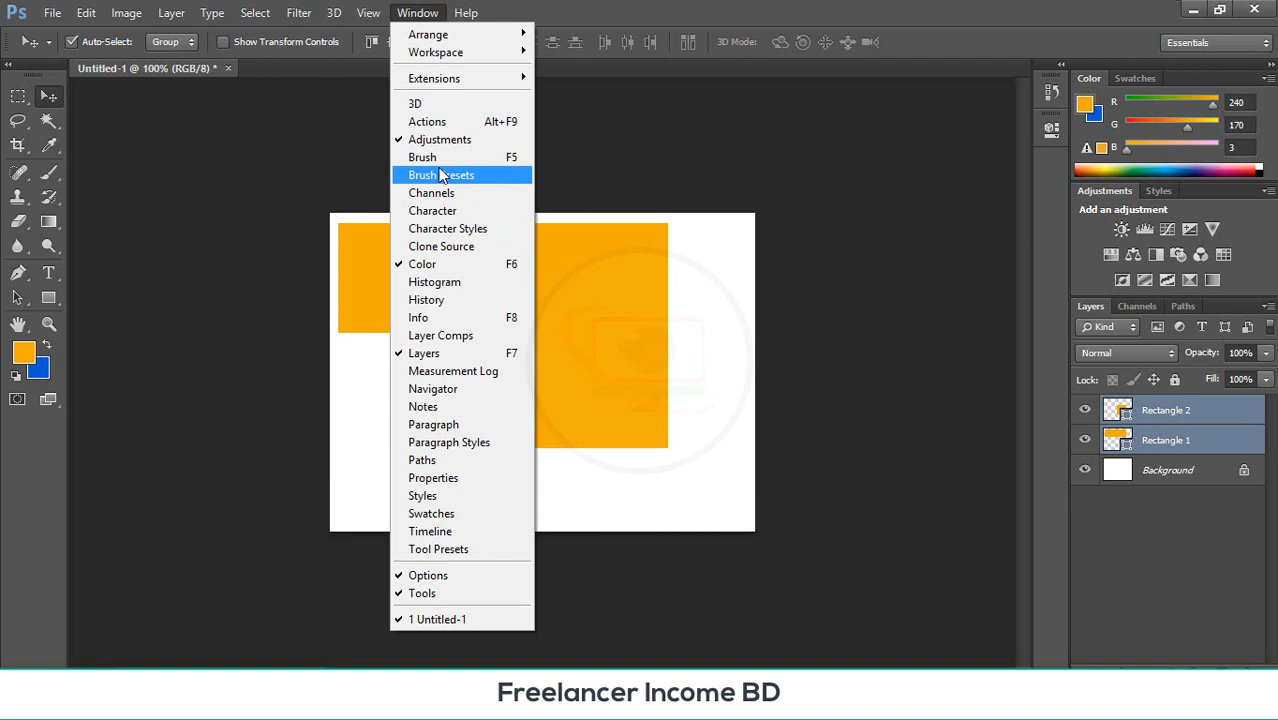 Ps File Edit Image Layer Type Select Filter 3D View Window Help
Auto-Select: Group Show Transform Controls 3D Mode: Essentials
Untitled-1 @ 100% (RGB/8) * ×
Arrange
Workspace
Extensions
3D
Actions Alt+F9
Adjustments
Brush F5
Brush Presets
Channels
Character
Character Styles
Clone Source
Color F6
Histogram
History
Info F8
Layer Comps
Layers F7
Measurement Log
Navigator
Notes
Paragraph
Paragraph Styles
Paths
Properties
Styles
Swatches
Timeline
Tool Presets
Options
Tools
1 Untitled-1
Color Swatches
R 240
G 170
B 3
Adjustments Styles
Add an adjustment
Layers Channels Paths
Kind
Normal Opacity: 100%
Lock: Fill: 100%
Rectangle 2
Rectangle 1
Background
Freelancer Income BD